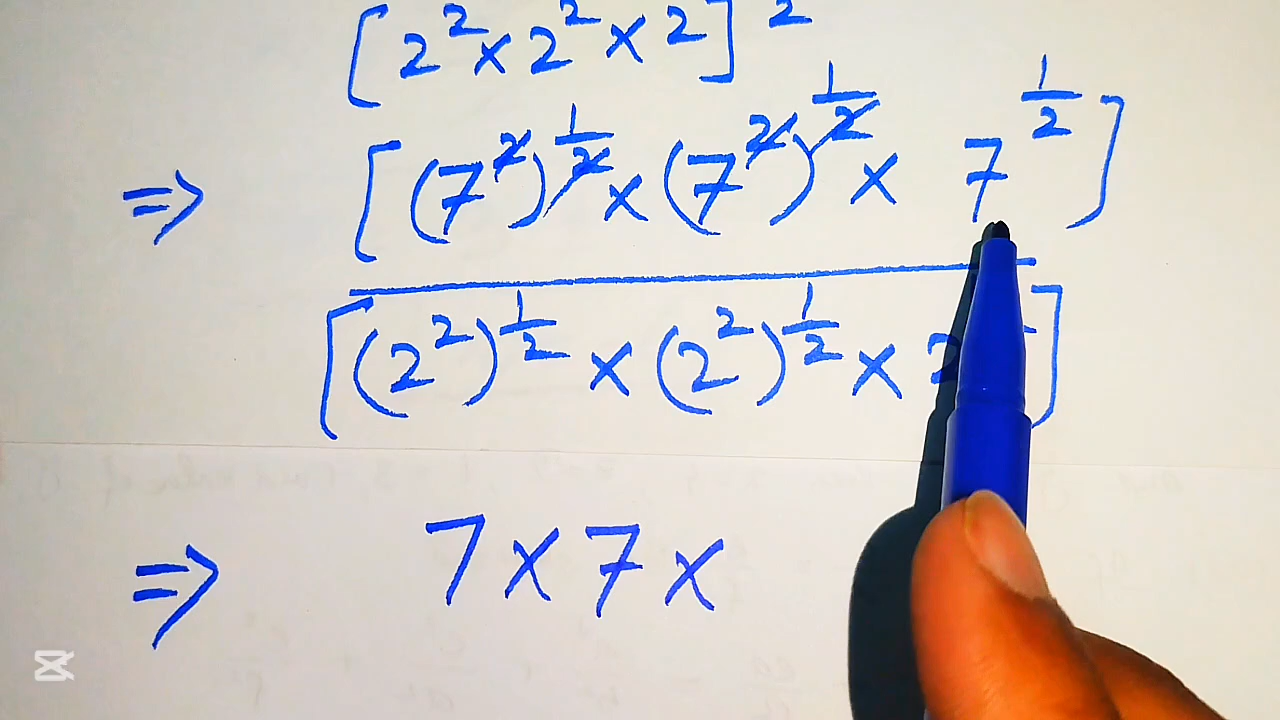 [2² × 2² × 2]
⇒ [(7²)^{1/2} × (7²)^{1/2} × 7^{1/2}]
[(2²)^{1/2} × (2²)^{1/2} ×
⇒ 7 × 7 ×